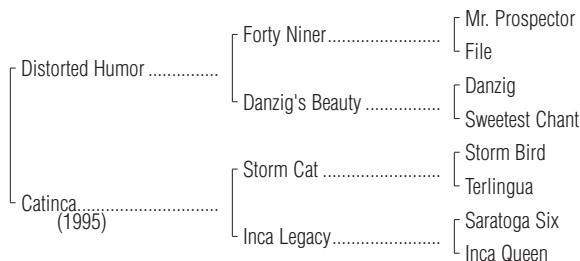 Mr. Prospector
Forty Niner........................
File
Distorted Humor ...............
Danzig
Danzig's Beauty ................
Sweetest Chant
Storm Bird
Storm Cat .........................
Terlingua
Catinca..............................
(1995)
Saratoga Six
Inca Legacy.......................
Inca Queen